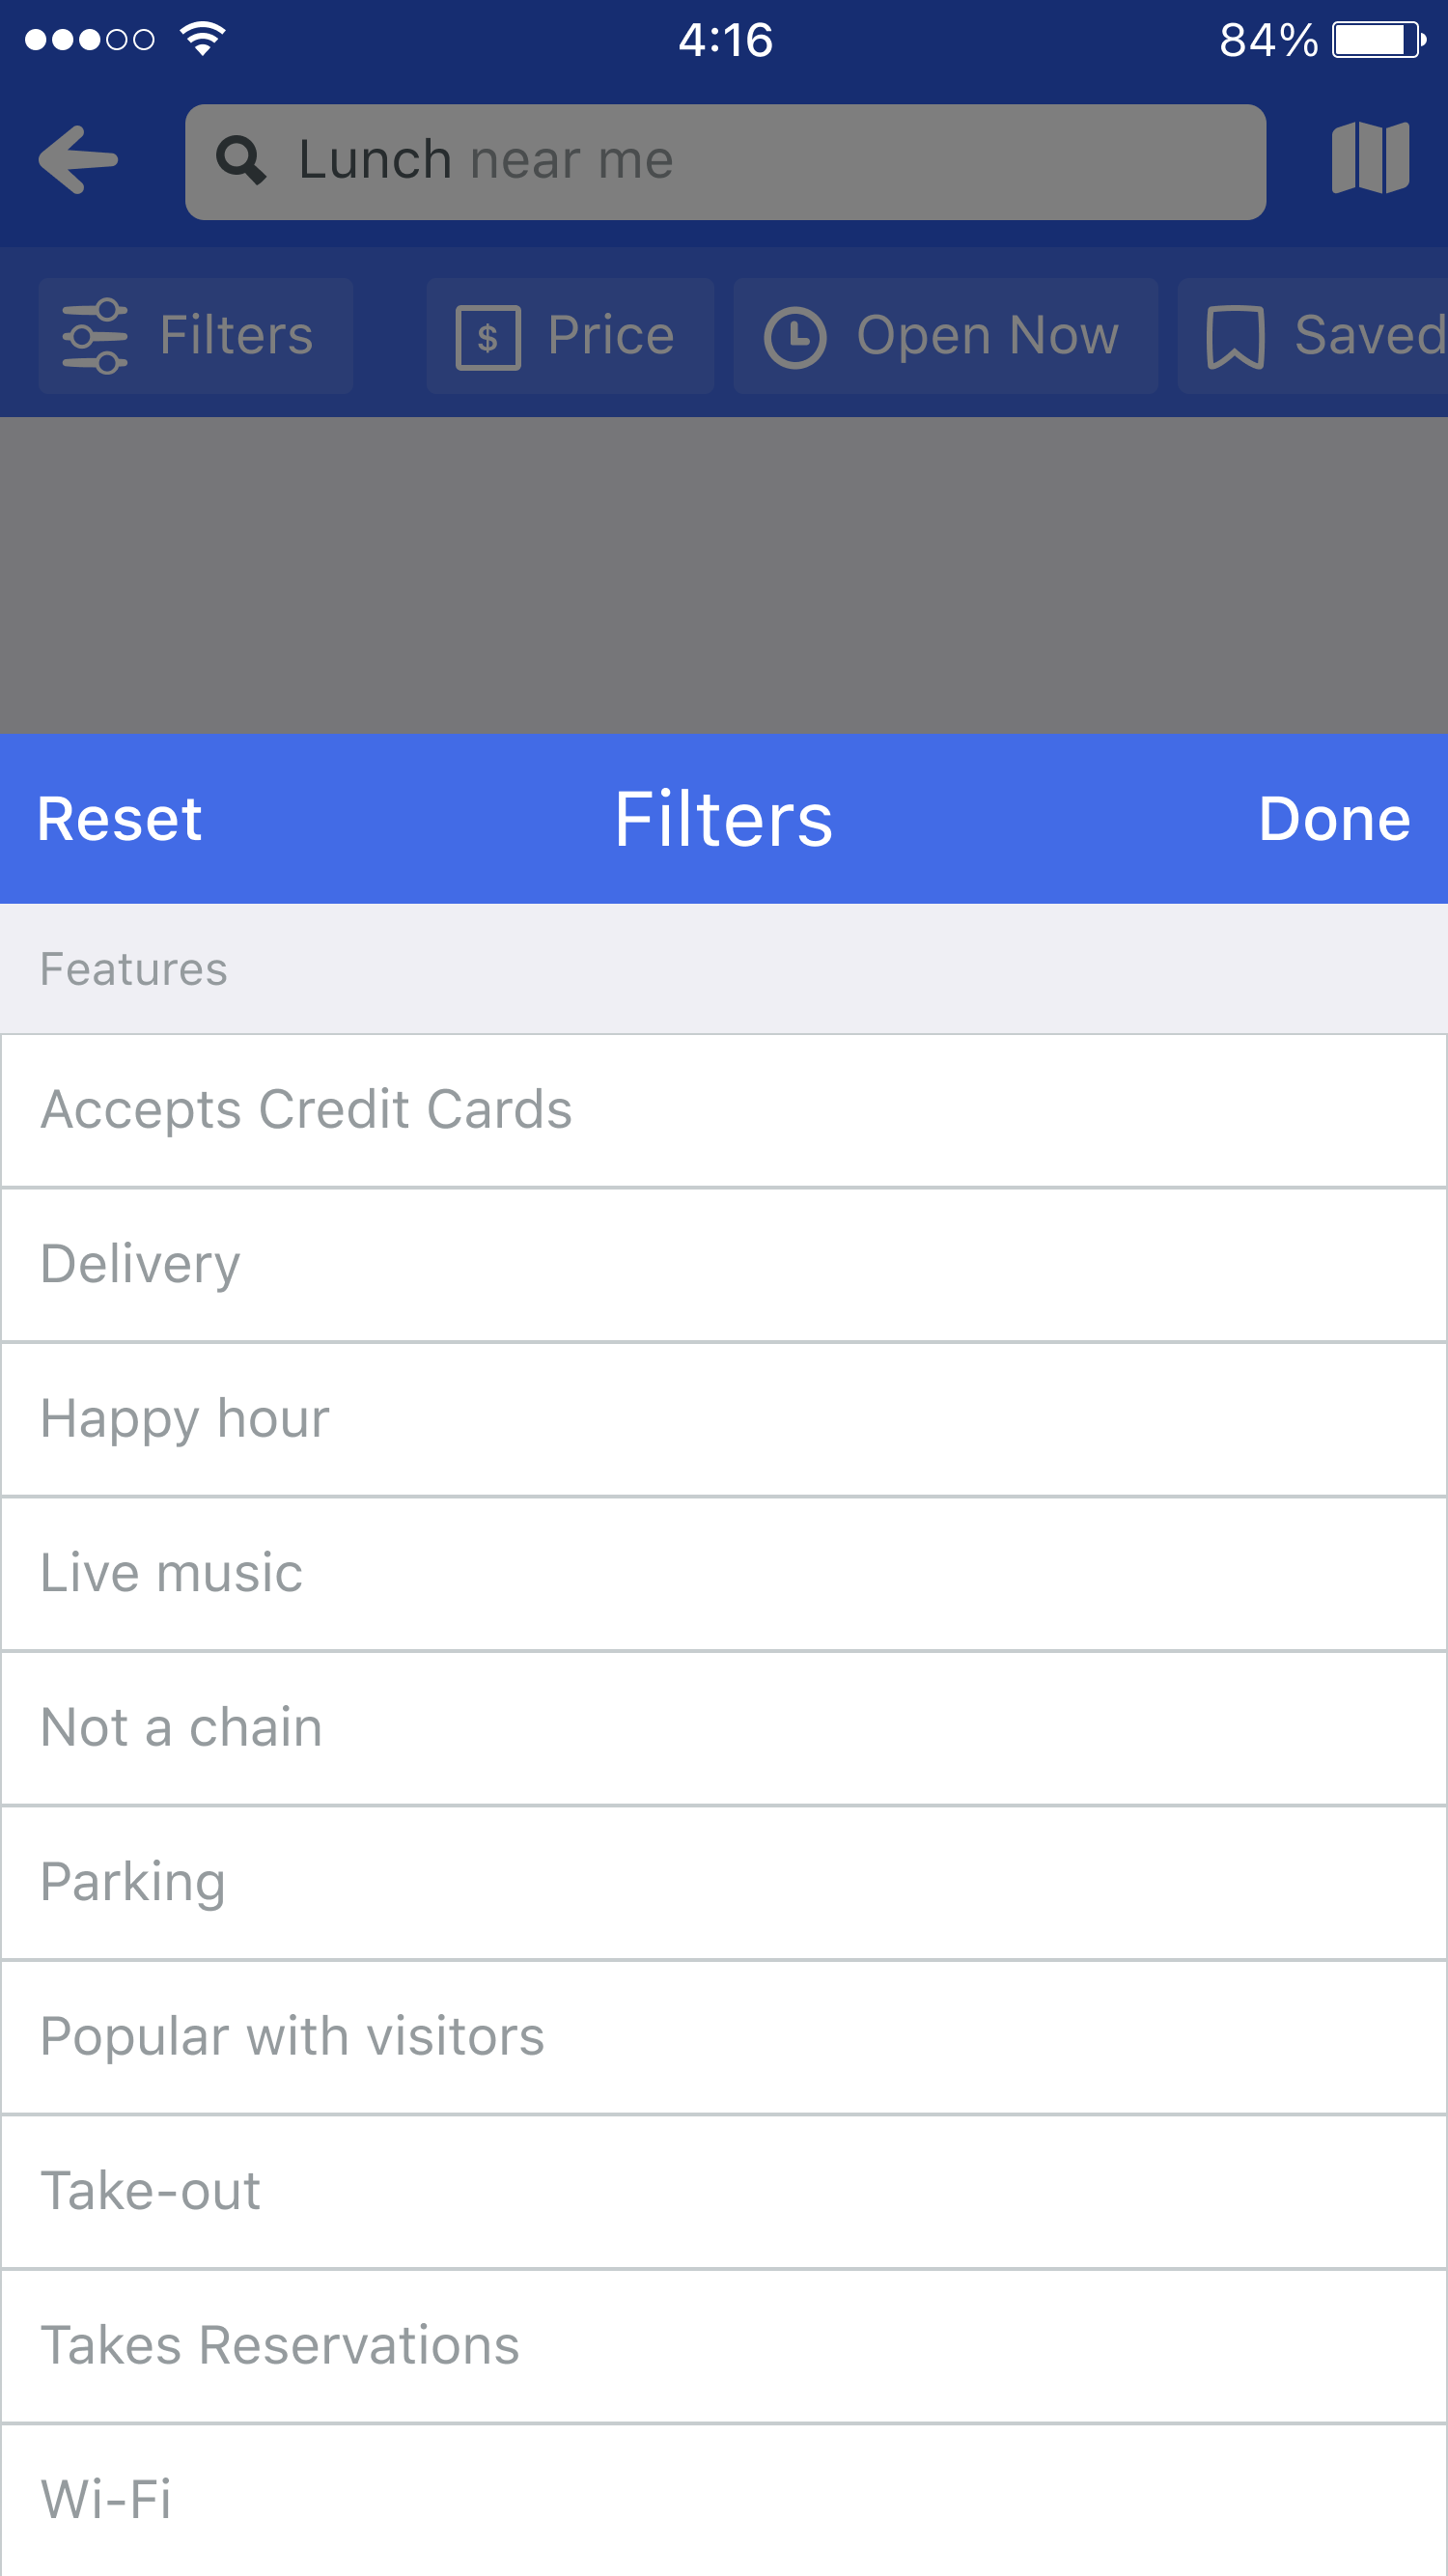 4:16
84%
Lunch near me
Filters
$ Price
Open Now
Saved
Reset
Filters
Done
Features
Accepts Credit Cards
Delivery
Happy hour
Live music
Not a chain
Parking
Popular with visitors
Take-out
Takes Reservations
Wi-Fi